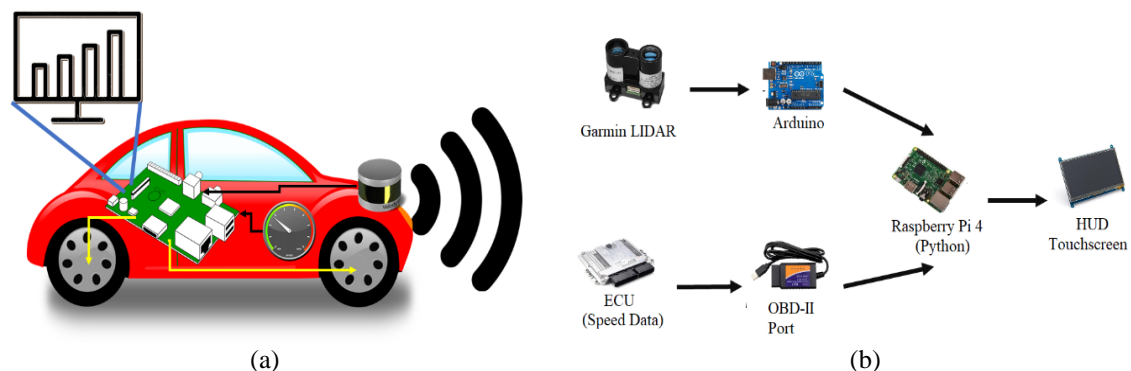 Garmin LIDAR
Arduino
Raspberry Pi 4
(Python)
HUD
Touchscreen
ECU
(Speed Data)
OBD-II
Port
(a)
(b)